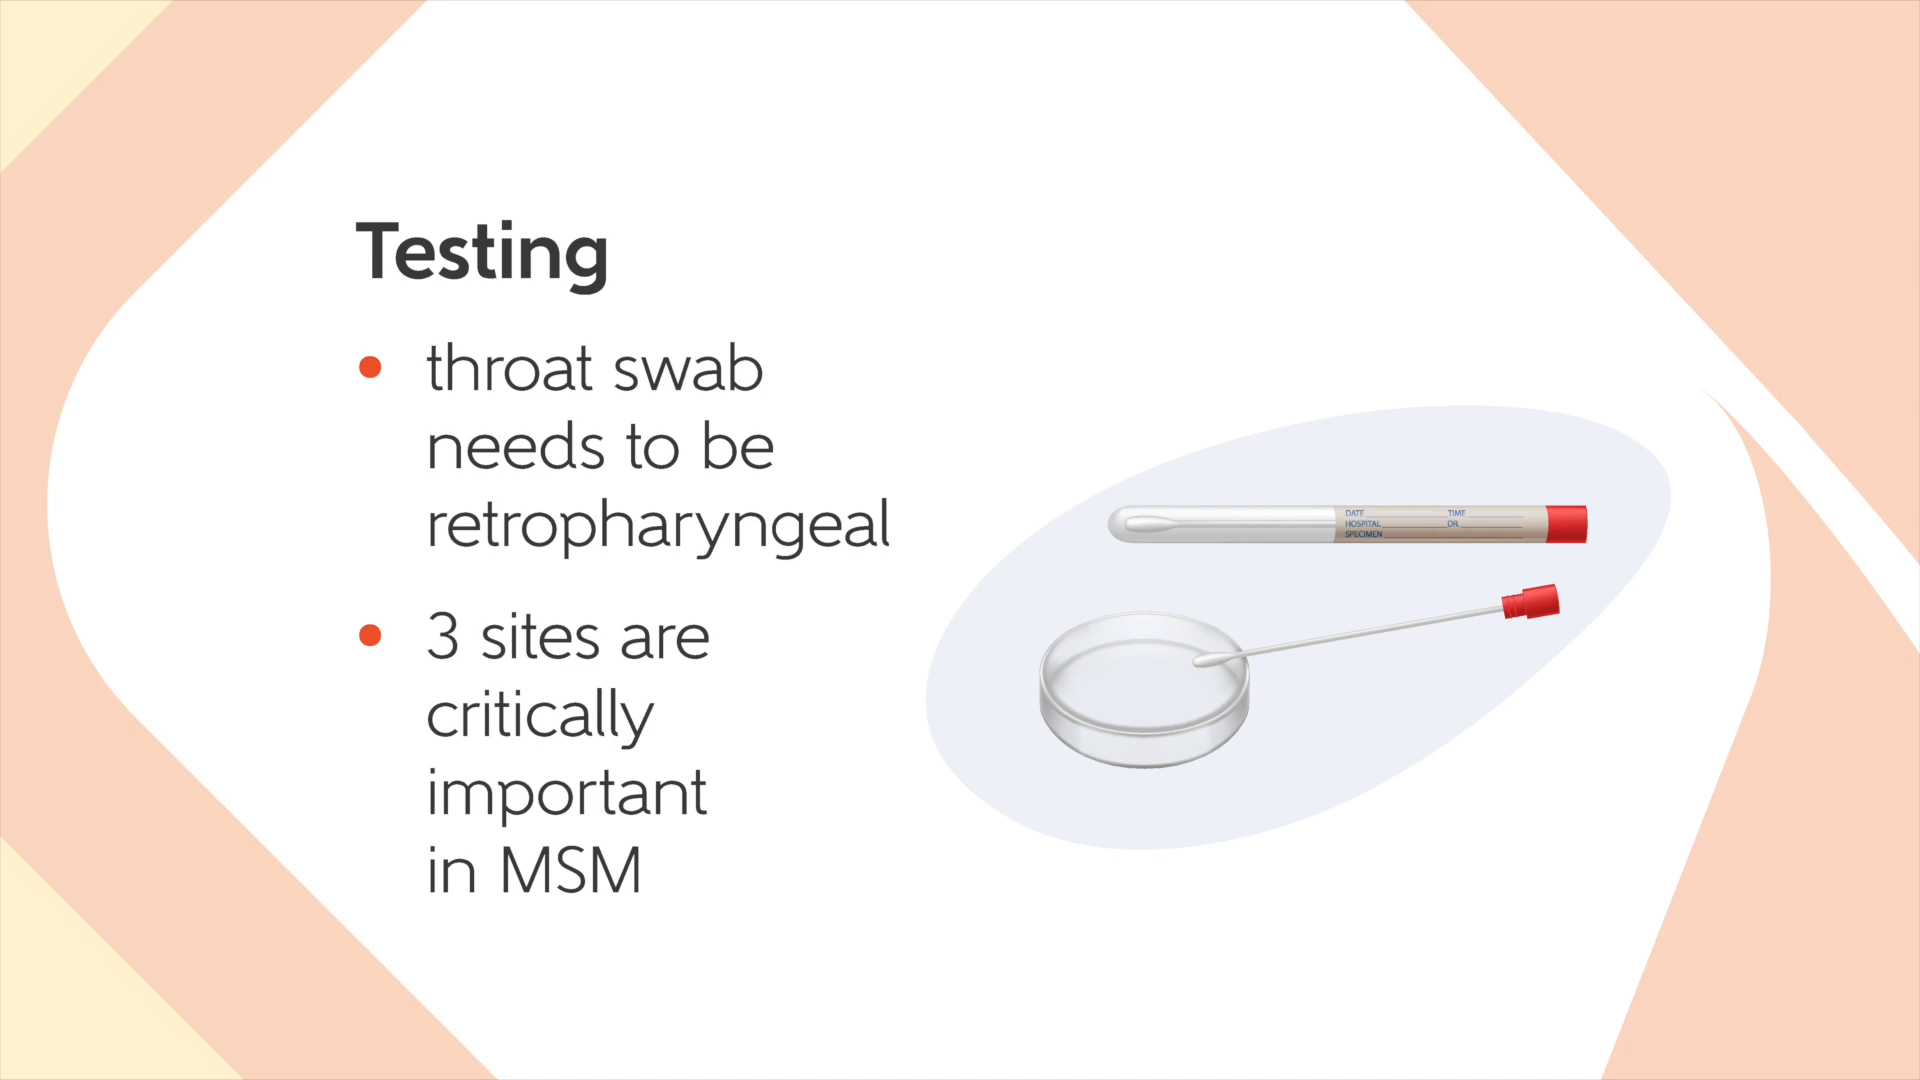 Testing
• throat swab
needs to be
retropharyngeal
• 3 sites are
critically
important
in MSM
DATE TIME
HOSPITAL DR.
SPECIMEN